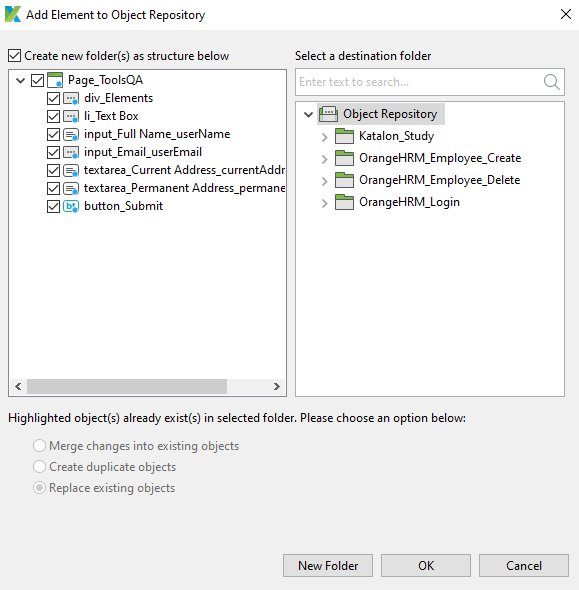 Add Element to Object Repository
Create new folder(s) as structure below
Page_ToolsQA
div_Elements
li_Text Box
input_Full Name_userName
input_Email_userEmail
textarea_Current Address_currentAddr
textarea_Permanent Address_permane
button_Submit
Select a destination folder
Enter text to search...
Object Repository
Katalon_Study
OrangeHRM_Employee_Create
OrangeHRM_Employee_Delete
OrangeHRM_Login
Highlighted object(s) already exist(s) in selected folder. Please choose an option below:
Merge changes into existing objects
Create duplicate objects
Replace existing objects
New Folder
OK
Cancel